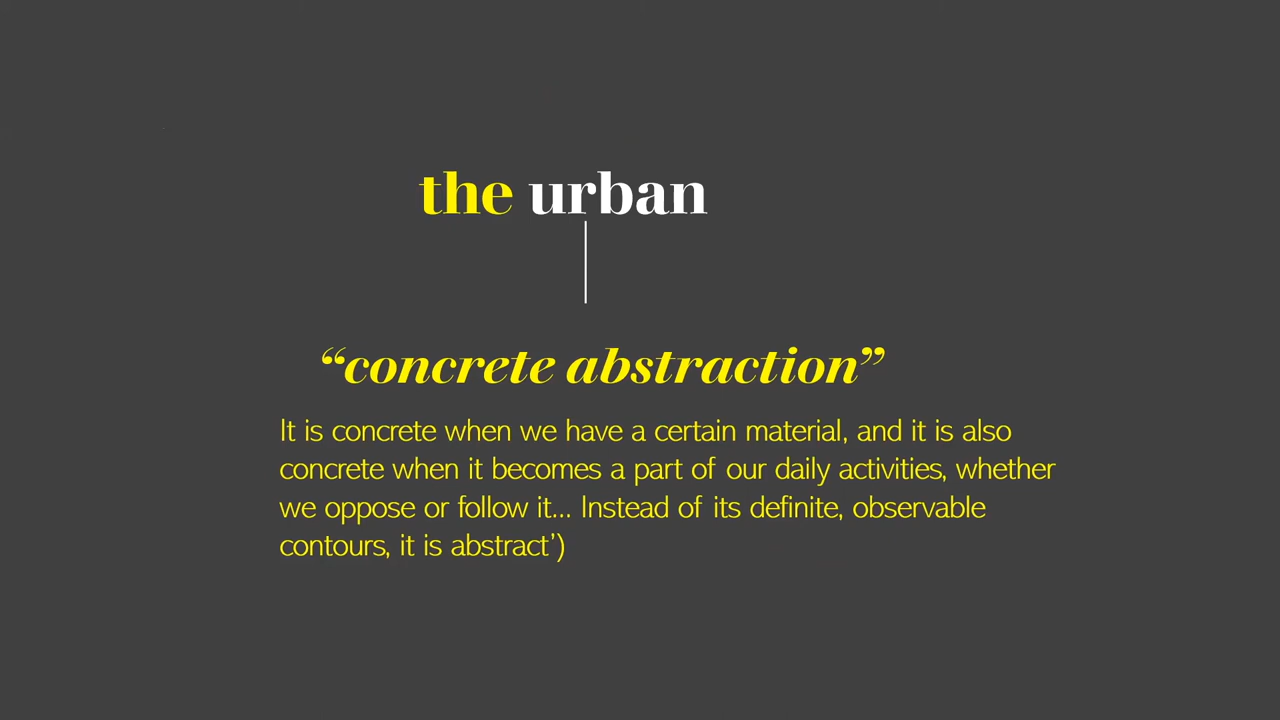 the urban
“concrete abstraction”
It is concrete when we have a certain material, and it is also
concrete when it becomes a part of our daily activities, whether
we oppose or follow it... Instead of its definite, observable
contours, it is abstract’)